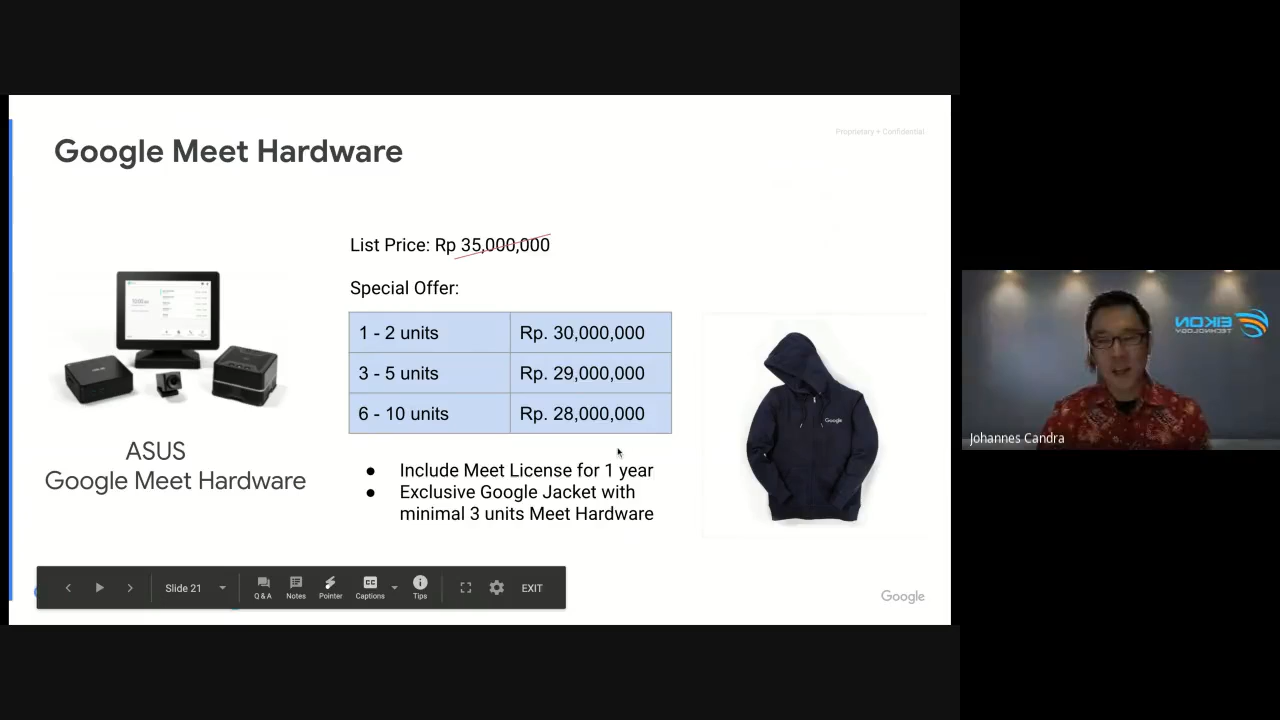 Proprietary + Confidential
Google Meet Hardware
List Price: Rp 35,000,000
Special Offer:
1 - 2 units Rp. 30,000,000
3 - 5 units Rp. 29,000,000
6 - 10 units Rp. 28,000,000
Include Meet License for 1 year
Exclusive Google Jacket with
minimal 3 units Meet Hardware
ASUS
Google Meet Hardware
Google
Slide 21
Q & A
Notes
Pointer
CC
Captions
Tips
EXIT
Google
EIKON
TECHNOLOGY
Johannes Candra